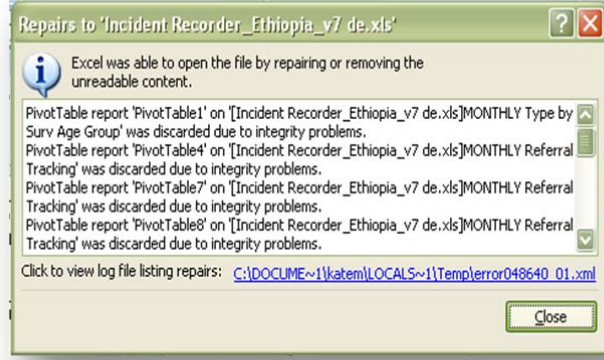 Repairs to 'Incident Recorder_Ethiopia_v7 de.xls'
Excel was able to open the file by repairing or removing the
unreadable content.
PivotTable report 'PivotTable1' on '[Incident Recorder_Ethiopia_v7 de.xls]MONTHLY Type by
Surv Age Group' was discarded due to integrity problems.
PivotTable report 'PivotTable4' on '[Incident Recorder_Ethiopia_v7 de.xls]MONTHLY Referral
Tracking' was discarded due to integrity problems.
PivotTable report 'PivotTable7' on '[Incident Recorder_Ethiopia_v7 de.xls]MONTHLY Referral
Tracking' was discarded due to integrity problems.
PivotTable report 'PivotTable8' on '[Incident Recorder_Ethiopia_v7 de.xls]MONTHLY Referral
Tracking' was discarded due to integrity problems.
Click to view log file listing repairs: C:\DOCUME~1\katem\LOCALS~1\Temp\error048640_01.xml
Close